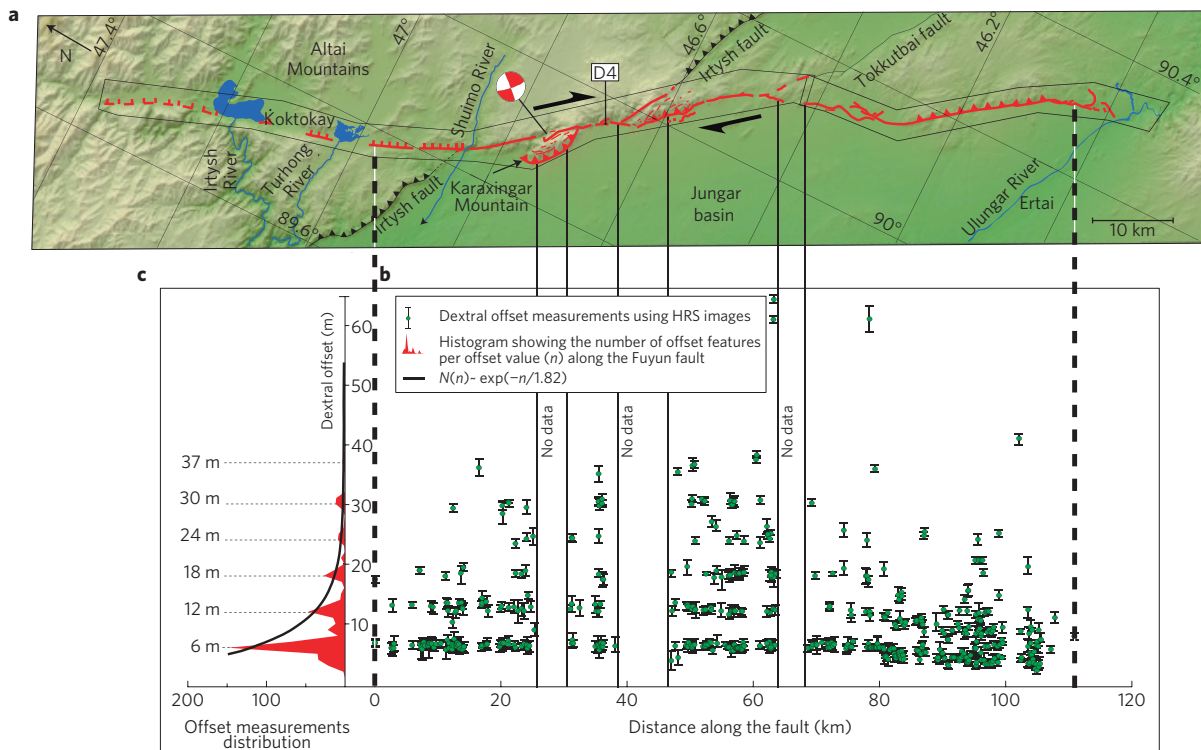 a
N
47.4°
Altai
Mountains
47°
Shuimo River
D4
46.6°
Irtysh fault
Tokkutbai fault
46.2°
90.4°
Koktokay
Irtysh
River
Turhong
River
89.6°
Irtysh fault
Karaxingar
Mountain
Jungar
basin
90°
Ulungar River
Ertai
10 km
c
b
Dextral offset (m)
60
50
40
30
20
10
Dextral offset measurements using HRS images
Histogram showing the number of offset features
per offset value (n) along the Fuyun fault
N(n)~ exp(−n/1.82)
No data
No data
No data
37 m
30 m
24 m
18 m
12 m
6 m
200
100
0
20
40
60
80
100
120
Offset measurements
distribution
Distance along the fault (km)